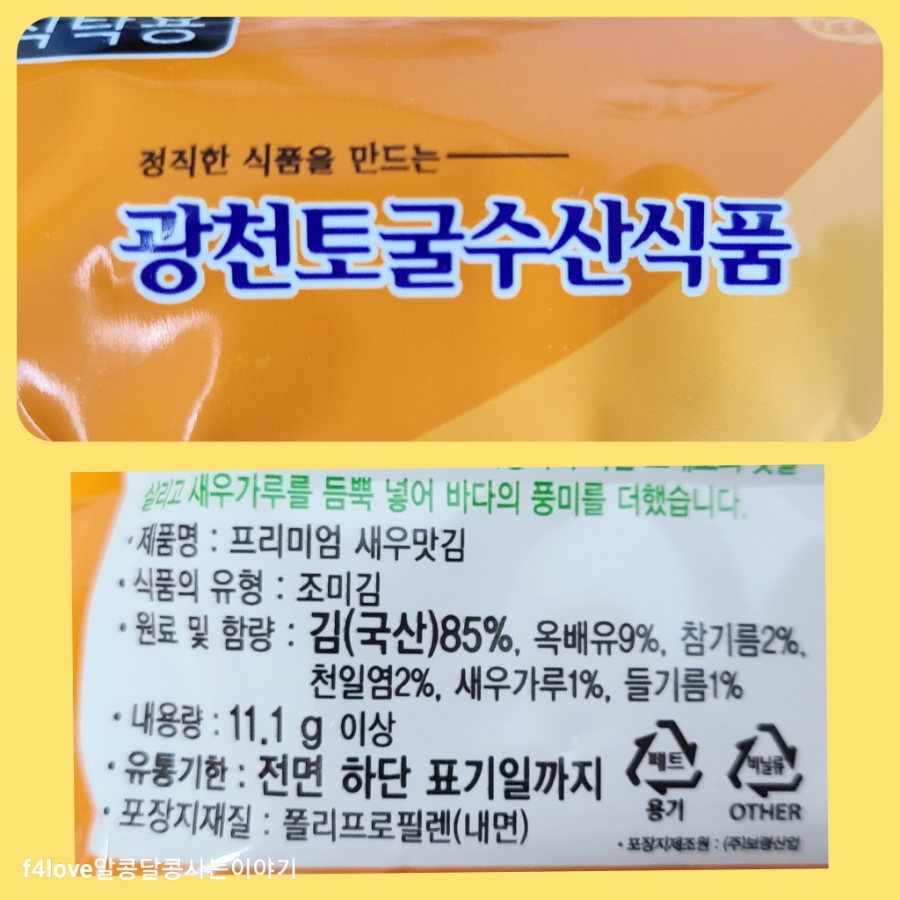 식탁용
정직한 식품을 만드는
광천토굴수산식품
살리고 새우가루를 듬뿍 넣어 바다의 풍미를 더했습니다.
·제품명 : 프리미엄 새우맛김
·식품의 유형 : 조미김
·원료 및 함량 : 김(국산)85%, 옥배유9%, 참기름2%,
천일염2%, 새우가루1%, 들기름1%
·내용량 : 11.1 g 이상
·유통기한 : 전면 하단 표기일까지
·포장지재질 : 폴리프로필렌(내면)
페트
용기
비닐류
OTHER
·포장지제조원 : (주)보령산업
f4love알콩달콩사는이야기